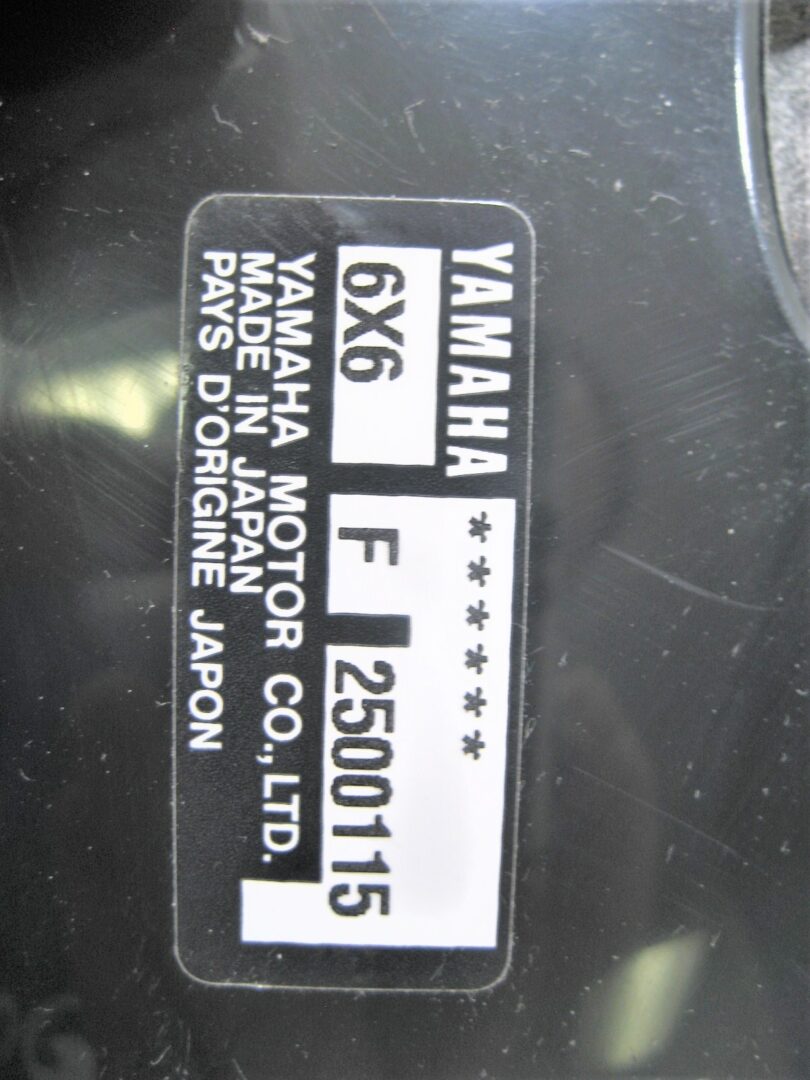 YAMAHA ******
6X6 F 2500115
YAMAHA MOTOR CO., LTD.
MADE IN JAPAN
PAYS D'ORIGINE JAPON